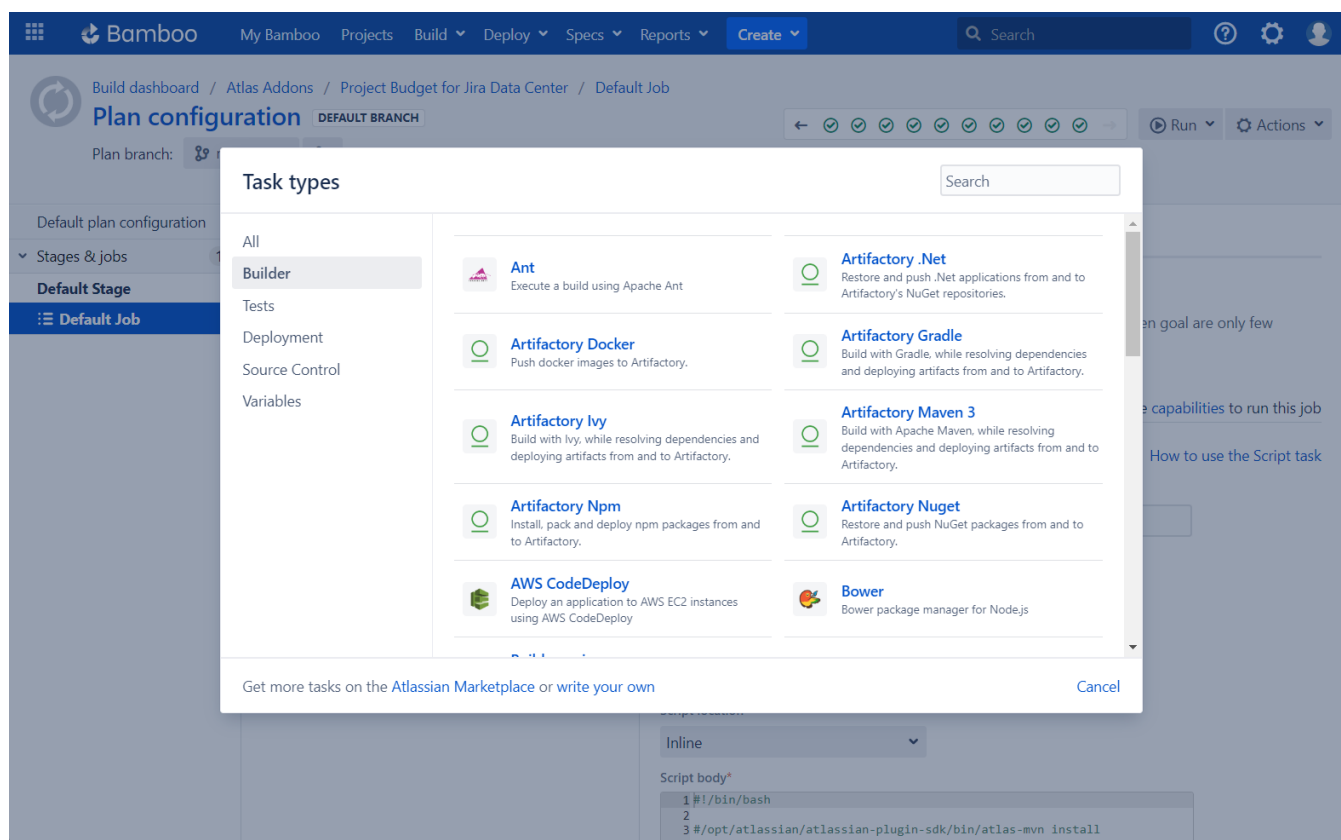 Bamboo My Bamboo Projects Build Deploy Specs Reports Create Search
Build dashboard / Atlas Addons / Project Budget for Jira Data Center / Default Job
Plan configuration DEFAULT BRANCH
Run Actions
Plan branch:
Default plan configuration
Stages & jobs
Default Stage
Default Job
Task types
Search
All
Builder
Tests
Deployment
Source Control
Variables
Ant
Execute a build using Apache Ant
Artifactory .Net
Restore and push .Net applications from and to
Artifactory's NuGet repositories.
Artifactory Docker
Push docker images to Artifactory.
Artifactory Gradle
Build with Gradle, while resolving dependencies
and deploying artifacts from and to Artifactory.
Artifactory Ivy
Build with Ivy, while resolving dependencies and
deploying artifacts from and to Artifactory.
Artifactory Maven 3
Build with Apache Maven, while resolving
dependencies and deploying artifacts from and to
Artifactory.
Artifactory Npm
Install, pack and deploy npm packages from and
to Artifactory.
Artifactory Nuget
Restore and push NuGet packages from and to
Artifactory.
AWS CodeDeploy
Deploy an application to AWS EC2 instances
using AWS CodeDeploy
Bower
Bower package manager for Node.js
Get more tasks on the Atlassian Marketplace or write your own
Cancel
goal are only few
capabilities to run this job
How to use the Script task
Inline
Script body*
1 #!/bin/bash
2
3 #/opt/atlassian/atlassian-plugin-sdk/bin/atlas-mvn install